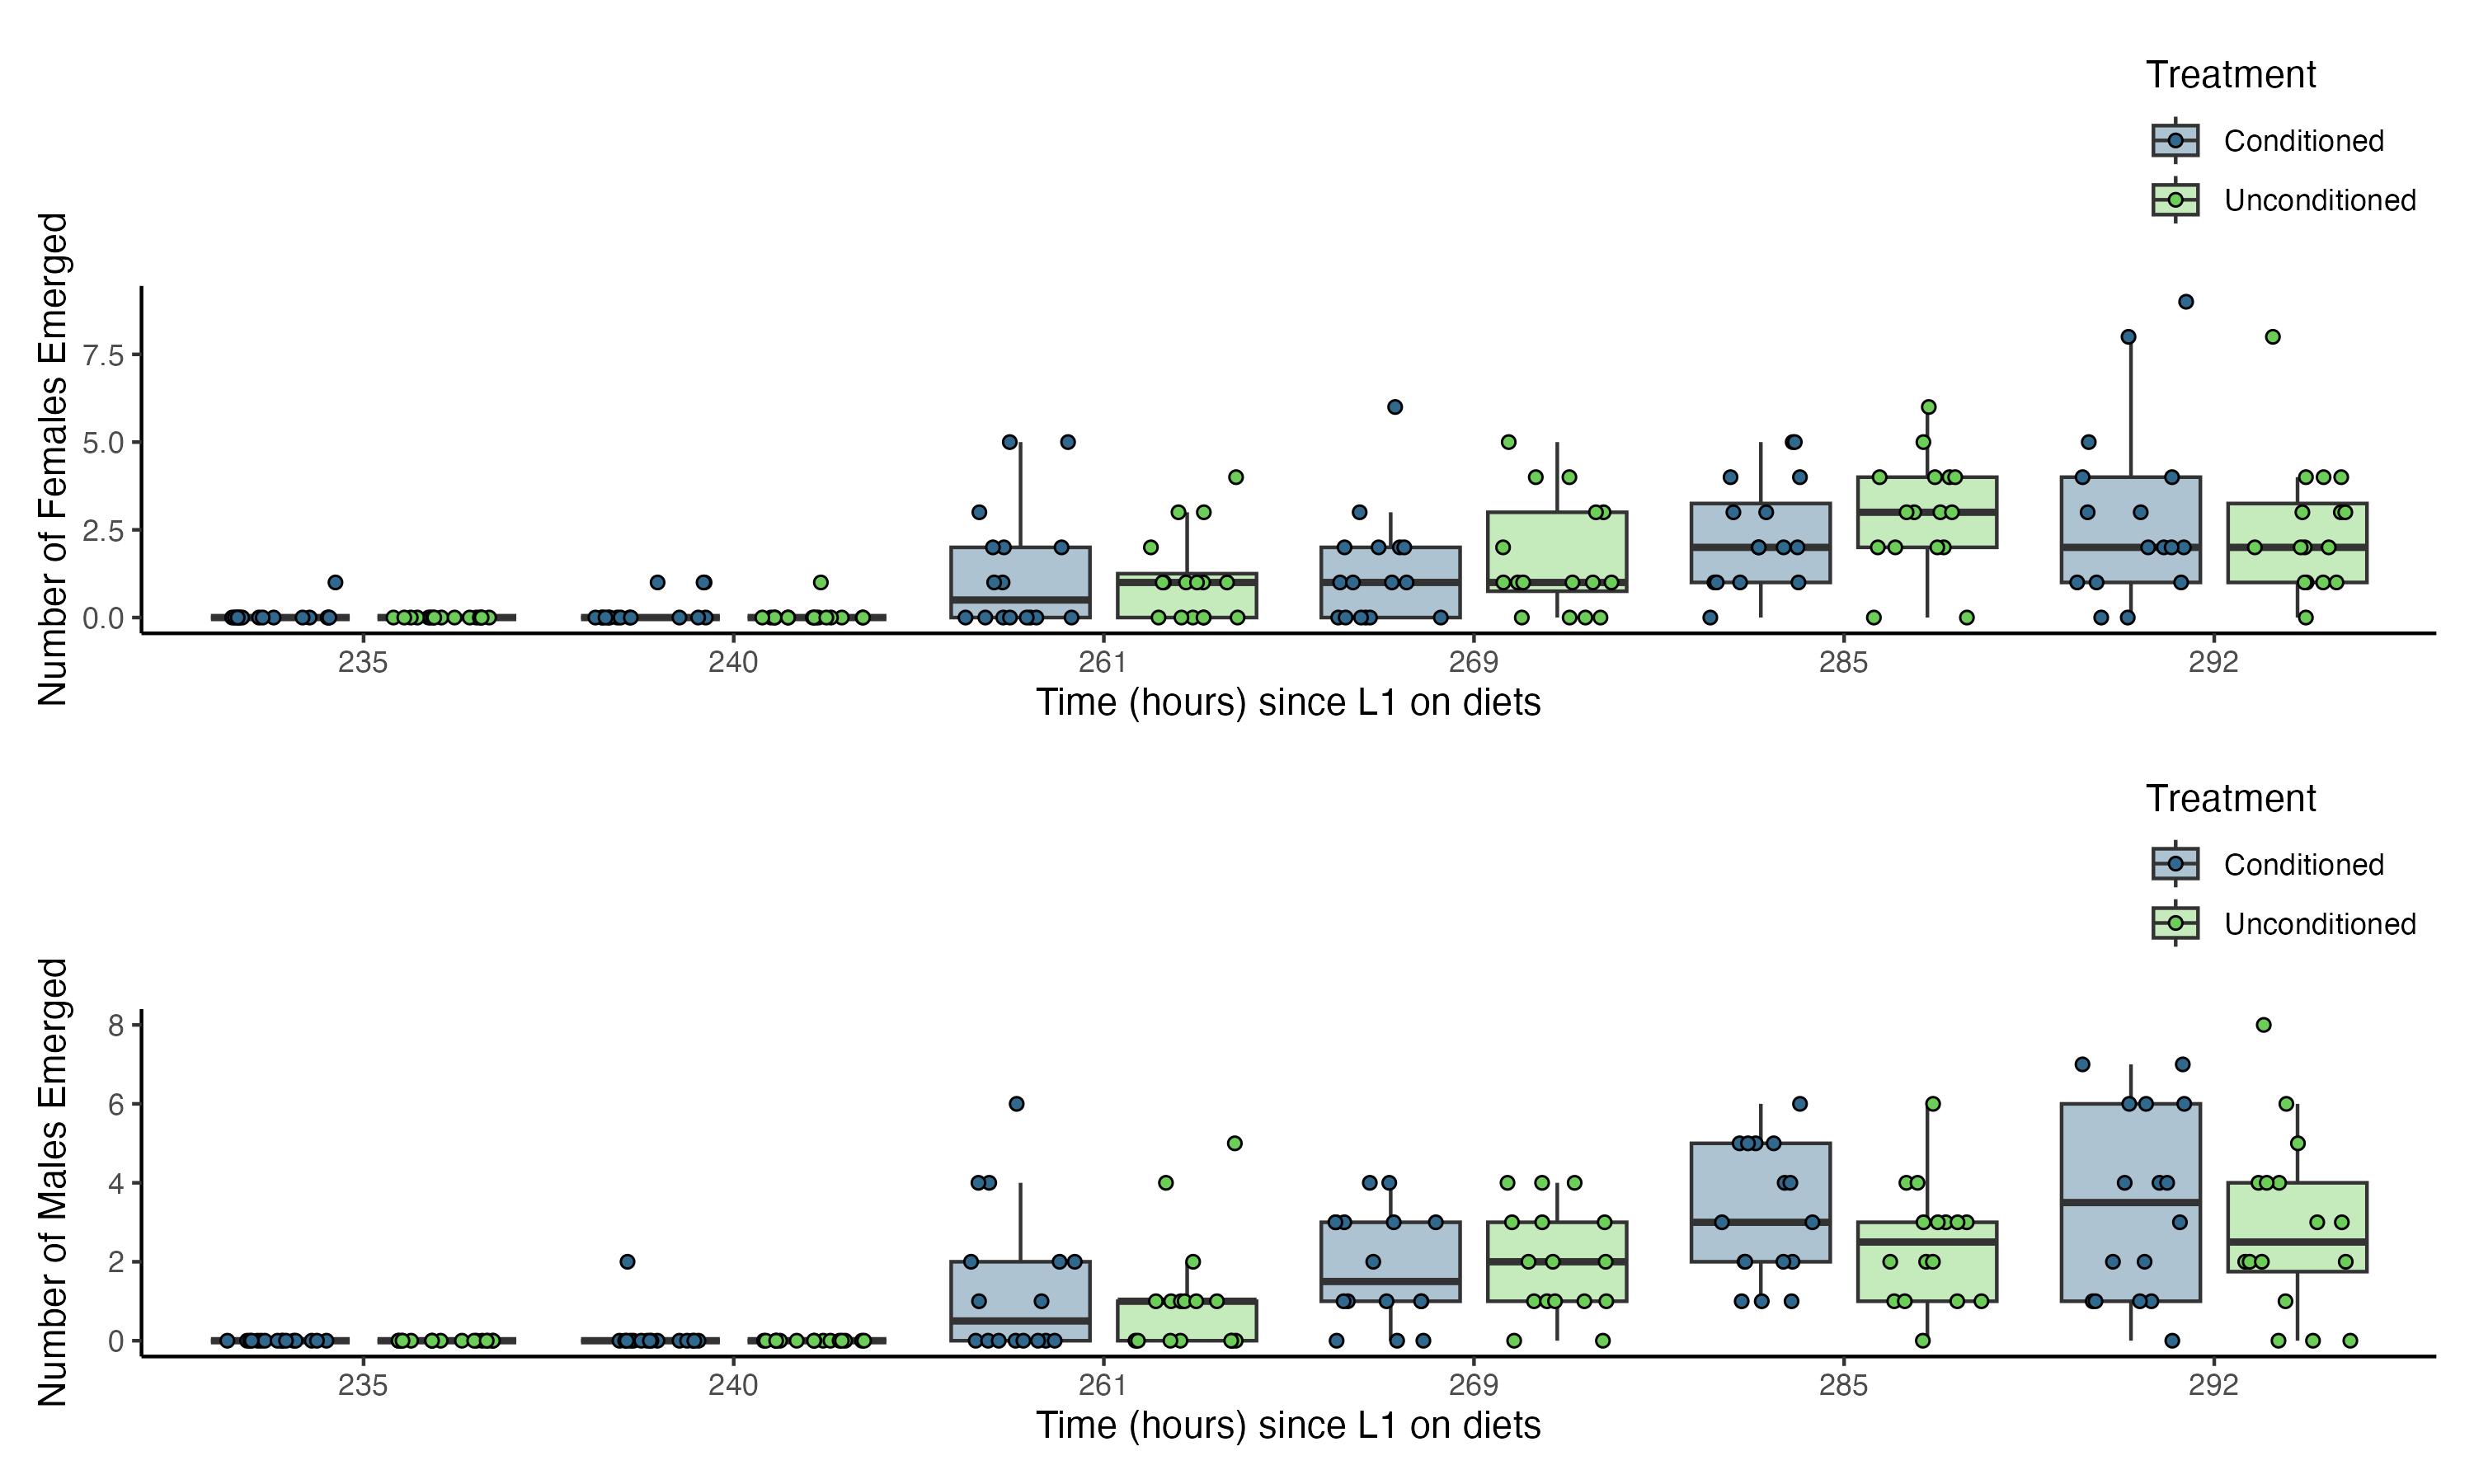 Treatment
Conditioned
Unconditioned
Number of Females Emerged
7.5
5.0
2.5
0.0
235 240 261 269 285 292
Time (hours) since L1 on diets
Treatment
Conditioned
Unconditioned
Number of Males Emerged
8
6
4
2
0
235 240 261 269 285 292
Time (hours) since L1 on diets